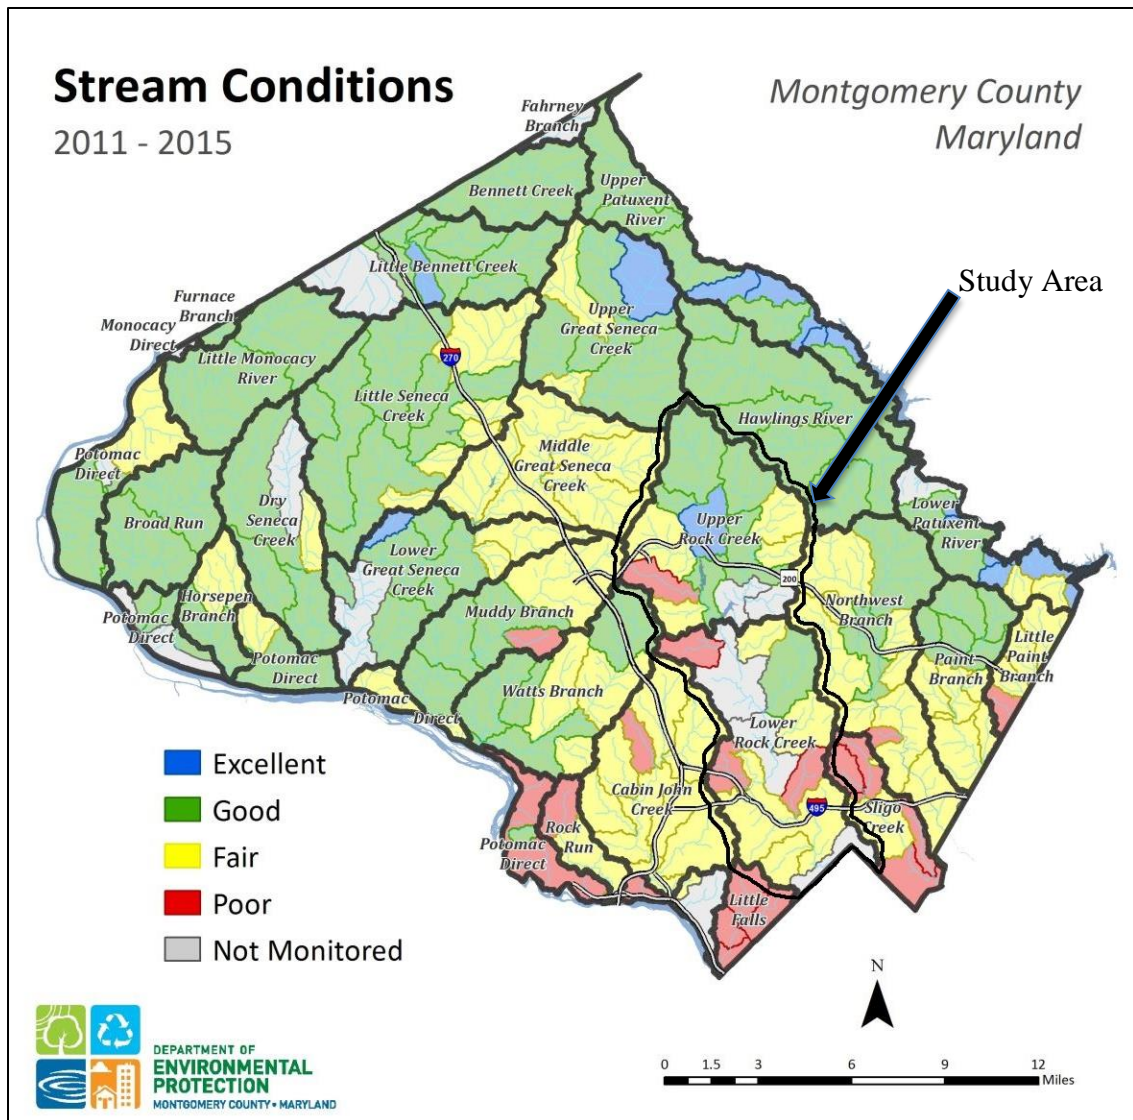 Stream Conditions
2011 - 2015
Montgomery County
Maryland
Fahrney
Branch
Bennett Creek
Upper
Patuxent
River
Little Bennett Creek
Furnace
Branch
Monocacy
Direct
Little Monocacy
River
Upper
Great Seneca
Creek
Study Area
270
Little Seneca
Creek
Hawlings River
Middle
Great Seneca
Creek
Potomac
Direct
Broad Run
Dry
Seneca
Creek
Lower
Great Seneca
Creek
Upper
Rock Creek
Lower
Patuxent
River
200
Horsepen
Branch
Muddy Branch
Northwest
Branch
Potomac
Direct
Potomac
Direct
Paint
Branch
Little
Paint
Branch
Watts Branch
Potomac
Direct
Lower
Rock Creek
Excellent
Good
Fair
Poor
Not Monitored
Cabin John
Creek
495
Sligo
Creek
Rock
Run
Potomac
Direct
Little
Falls
N
DEPARTMENT OF
ENVIRONMENTAL
PROTECTION
MONTGOMERY COUNTY • MARYLAND
0 1.5 3 6 9 12
Miles